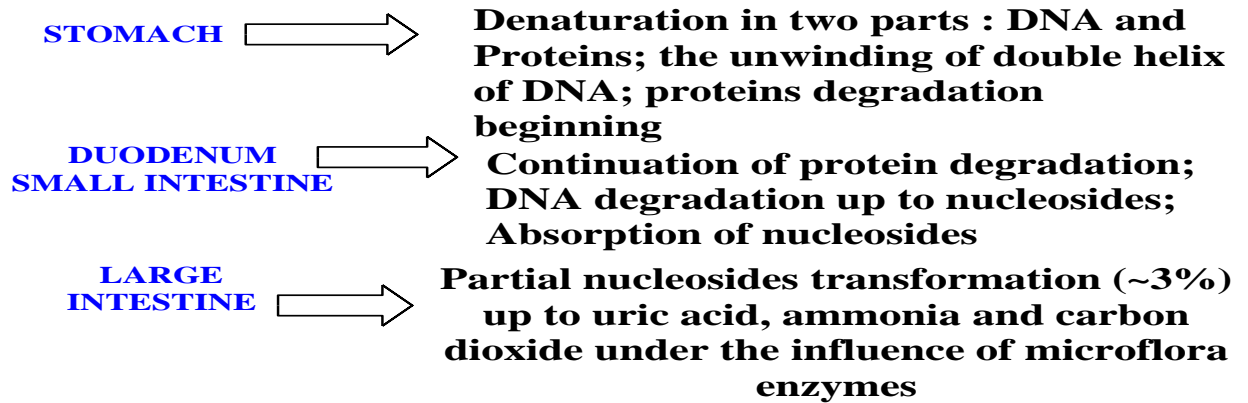 STOMACH
Denaturation in two parts : DNA and
Proteins; the unwinding of double helix
of DNA; proteins degradation
beginning
DUODENUM
SMALL INTESTINE
Continuation of protein degradation;
DNA degradation up to nucleosides;
Absorption of nucleosides
LARGE
INTESTINE
Partial nucleosides transformation (~3%)
up to uric acid, ammonia and carbon
dioxide under the influence of microflora
enzymes